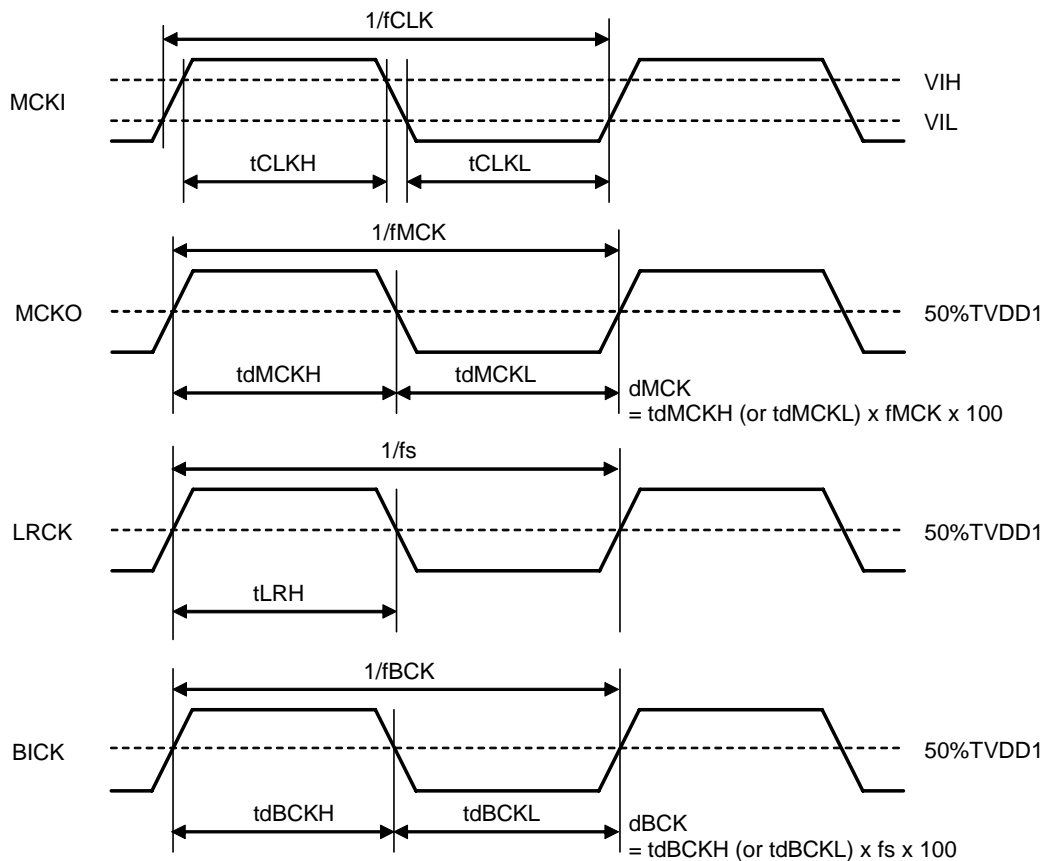 1/fCLK
MCKI
VIH
VIL
tCLKH
tCLKL
1/fMCK
MCKO
50%TVDD1
tdMCKH
tdMCKL
dMCK
= tdMCKH (or tdMCKL) x fMCK x 100
1/fs
LRCK
50%TVDD1
tLRH
1/fBCK
BICK
50%TVDD1
tdBCKH
tdBCKL
dBCK
= tdBCKH (or tdBCKL) x fs x 100